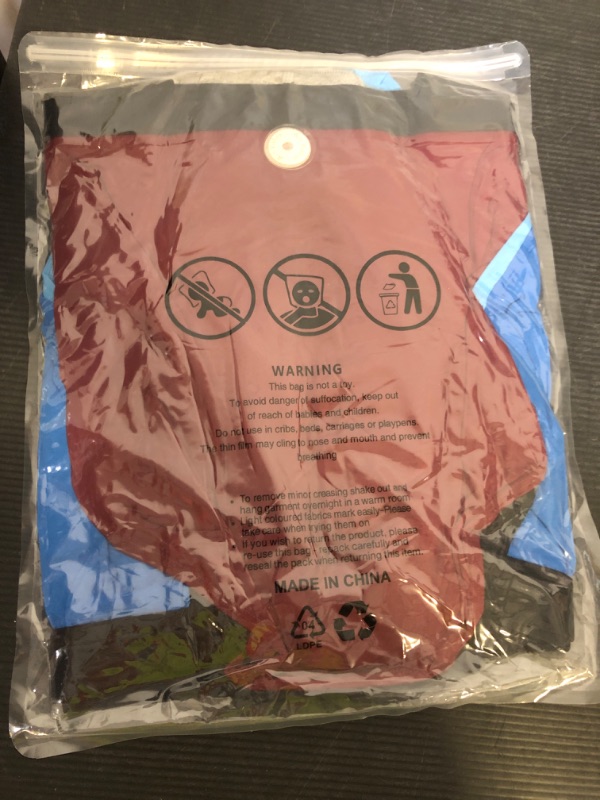 WARNING
This bag is not a toy.
To avoid danger of suffocation, keep out
of reach of babies and children.
Do not use in cribs, beds, carriages or playpens.
The thin film may cling to nose and mouth and prevent
breathing
• To remove minor creasing shake out and
hang garment overnight in a warm room
• Light coloured fabrics mark easily-Please
take care when trying them on
• If you wish to return the product, please
re-use this bag - repack carefully and
reseal the pack when returning this item.
MADE IN CHINA
04
LDPE